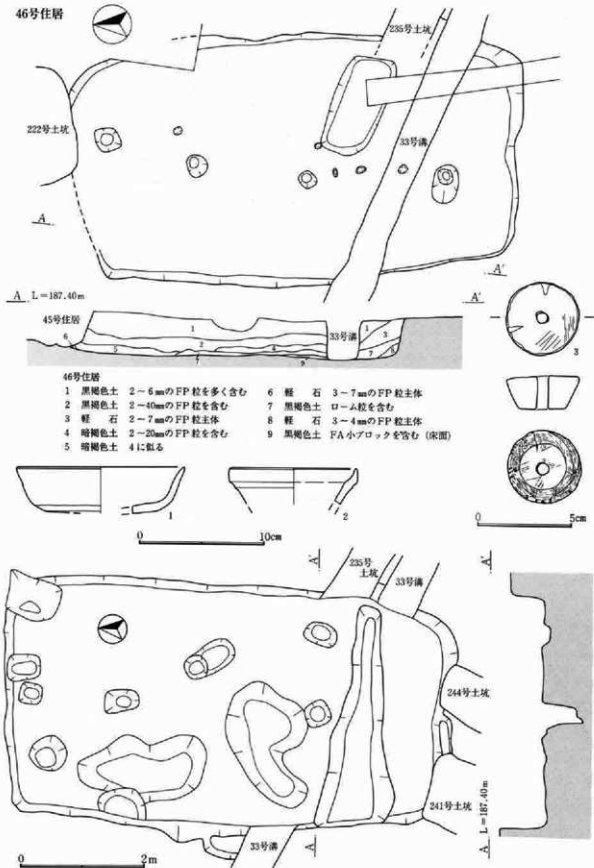 46号住居
235号土坑
222号土坑
33号溝
A
A′
A L=187.40m
A′
45号住居
33号溝
6
1
2
5
4
7
9
1
3
7
8
3
46号住居
1 黒褐色土 2~6㎜のFP粒を多く含む
2 黒褐色土 2~40㎜のFP粒を含む
3 軽石 2~7㎜のFP粒主体
4 暗褐色土 2~20㎜のFP粒を含む
5 暗褐色土 4に似る
6 軽石 3~7㎜のFP粒主体
7 黒褐色土 ローム粒を含む
8 軽石 3~4㎜のFP粒主体
9 黒褐色土 FA小ブロックを含む(床面)
1
2
0 10cm
0 5cm
A′
235号
土坑
33号溝
A′
244号土坑
241号土坑
33号溝
A
A L=187.40m
0 2m